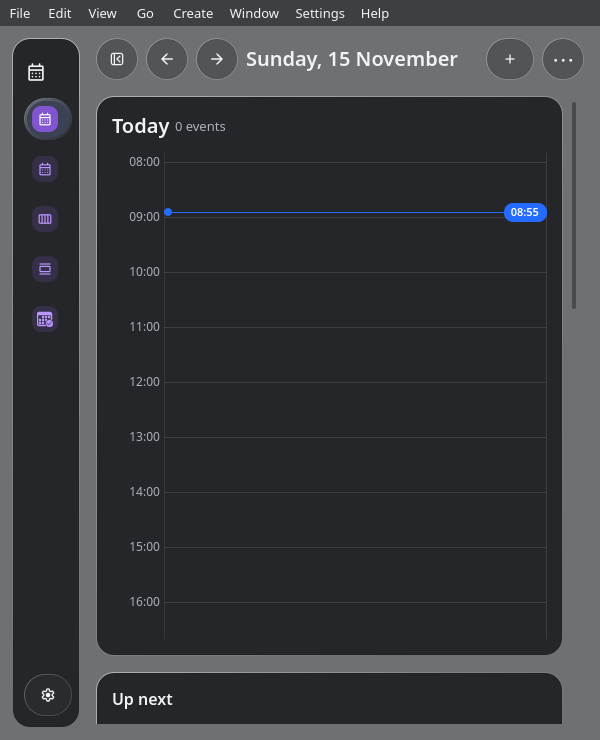 File Edit View Go Create Window Settings Help
Sunday, 15 November
Today 0 events
08:00
08:55
09:00
10:00
11:00
12:00
13:00
14:00
15:00
16:00
Up next